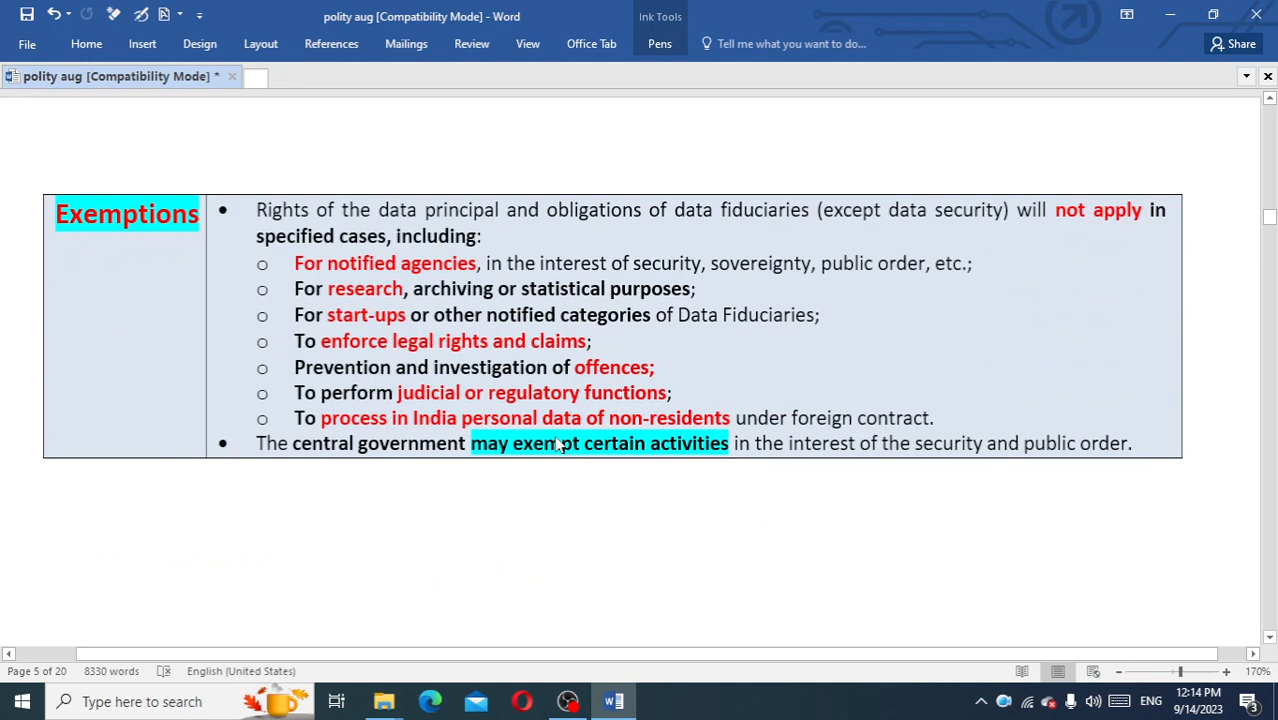 polity aug [Compatibility Mode] - Word
Ink Tools
File Home Insert Design Layout References Mailings Review View Office Tab Pens Tell me what you want to do... Share
polity aug [Compatibility Mode] *
Exemptions
• Rights of the data principal and obligations of data fiduciaries (except data security) will not apply in
specified cases, including:
o For notified agencies, in the interest of security, sovereignty, public order, etc.;
o For research, archiving or statistical purposes;
o For start-ups or other notified categories of Data Fiduciaries;
o To enforce legal rights and claims;
o Prevention and investigation of offences;
o To perform judicial or regulatory functions;
o To process in India personal data of non-residents under foreign contract.
• The central government may exempt certain activities in the interest of the security and public order.
Page 5 of 20 8330 words English (United States) 170%
Type here to search
ENG
12:14 PM
9/14/2023
3